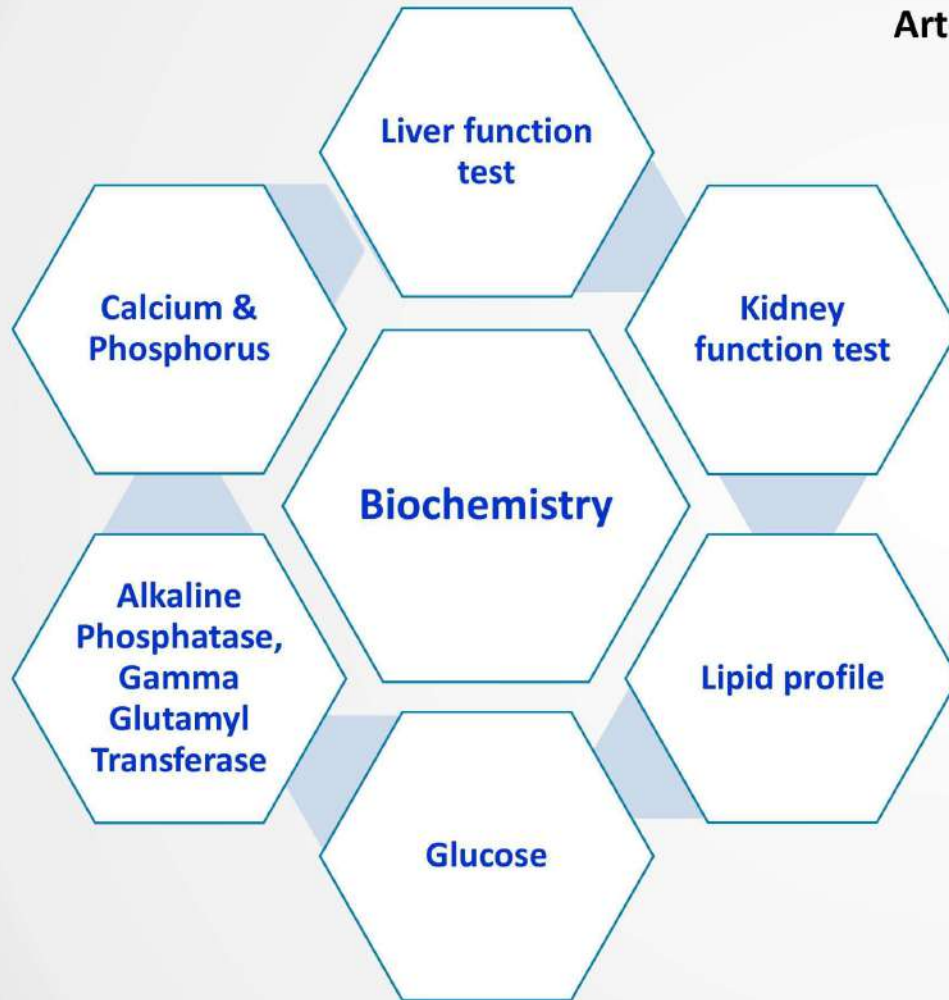 Art
Liver function
test
Kidney
function test
Lipid profile
Glucose
Alkaline
Phosphatase,
Gamma
Glutamyl
Transferase
Calcium &
Phosphorus
Biochemistry